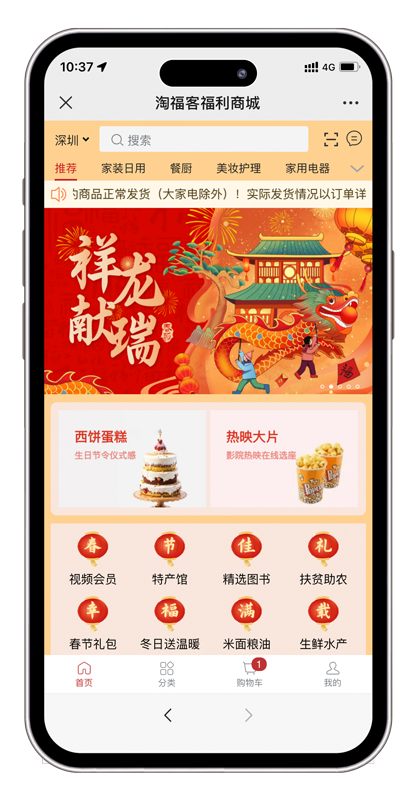 10:37
4G
淘福客福利商城
深圳
搜索
推荐 家装日用 餐厨 美妆护理 家用电器
的商品正常发货（大家电除外）！ 实际发货情况以订单详
祥龙
献瑞
西饼蛋糕
生日节令仪式感
热映大片
影院热映在线选座
春 节 佳 礼
视频会员 特产馆 精选图书 扶贫助农
幸 福 满 载
春节礼包 冬日送温暖 米面粮油 生鲜水产
1
首页 分类 购物车 我的